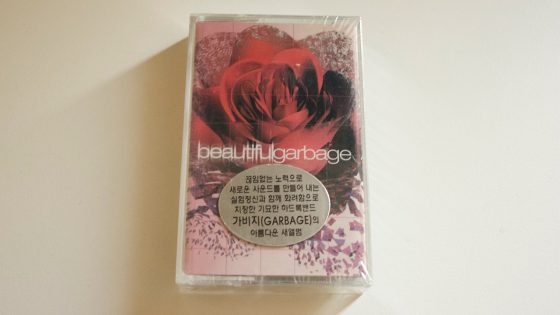 beautifulgarbage
끊임없는 노력으로
새로운 사운드를 만들어 내는
실험정신과 함께 화려함으로
치장한 기묘한 하드록밴드
가비지(GARBAGE)의
아름다운 새앨범